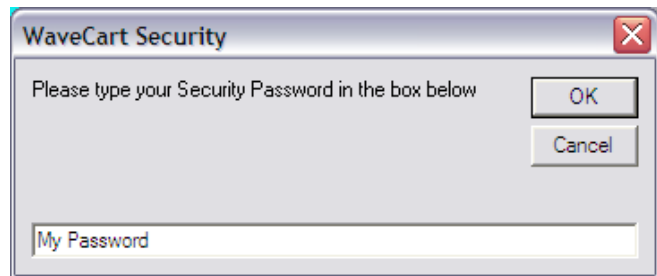 WaveCart Security
Please type your Security Password in the box below
OK
Cancel
My Password